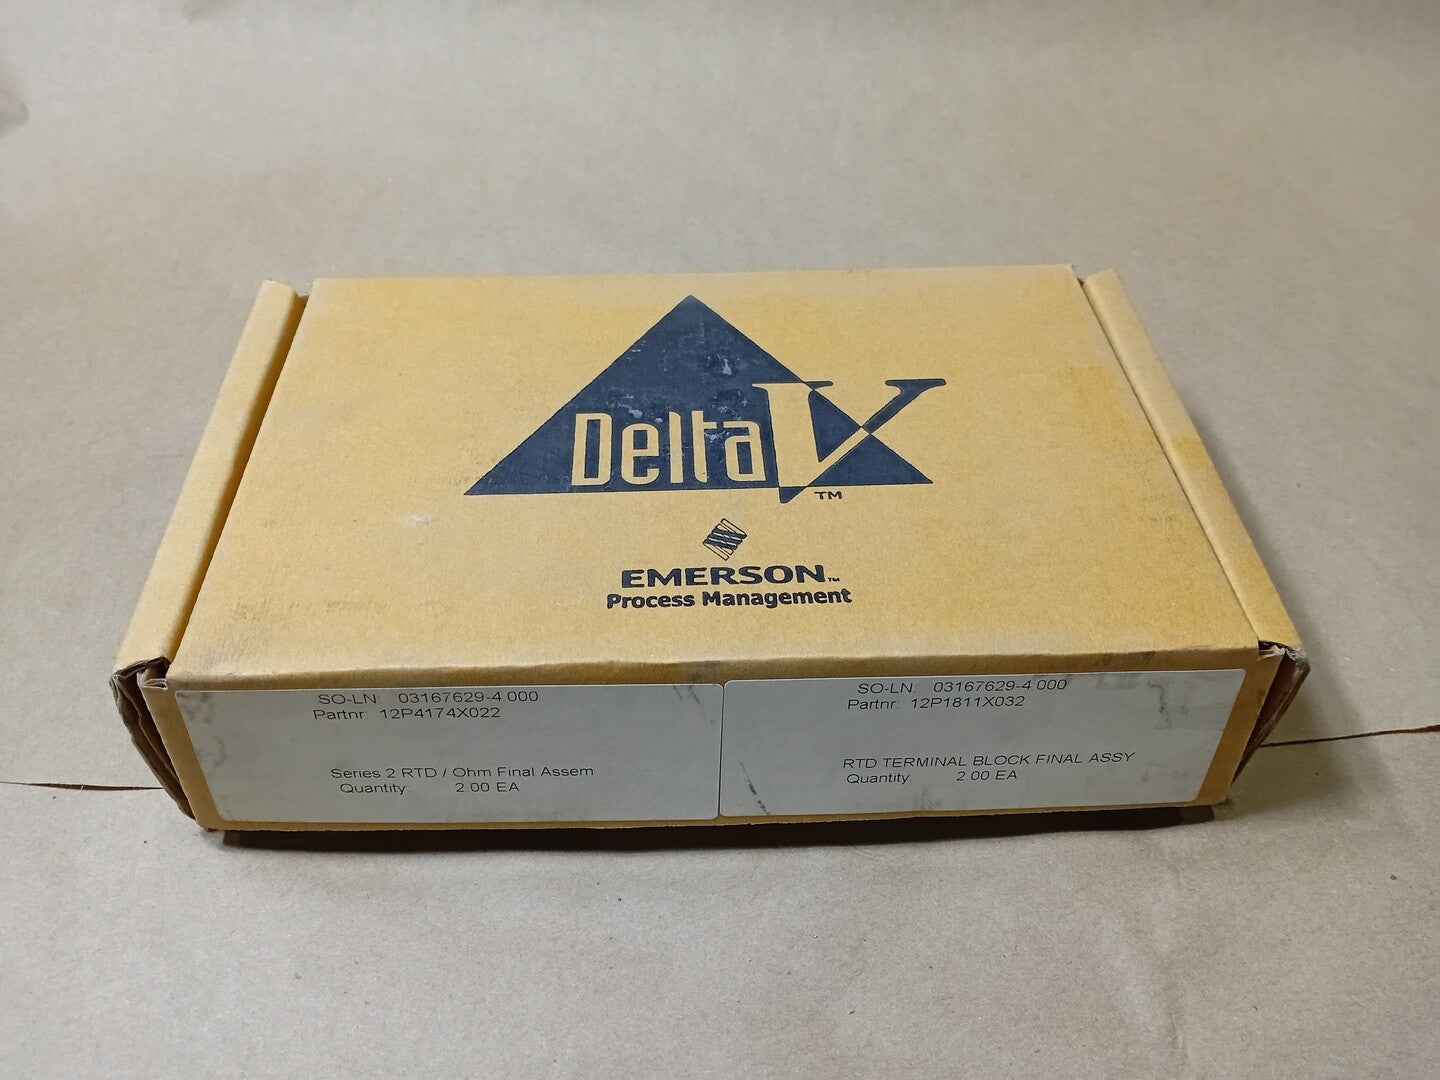 DeltaV
TM
EMERSON TM
Process Management
SO-LN: 03167629-4.000
Partnr: 12P4174X022
Series 2 RTD / Ohm Final Assem
Quantity: 2.00 EA
SO-LN: 03167629-4.000
Partnr: 12P1811X032
RTD TERMINAL BLOCK FINAL ASSY
Quantity: 2.00 EA